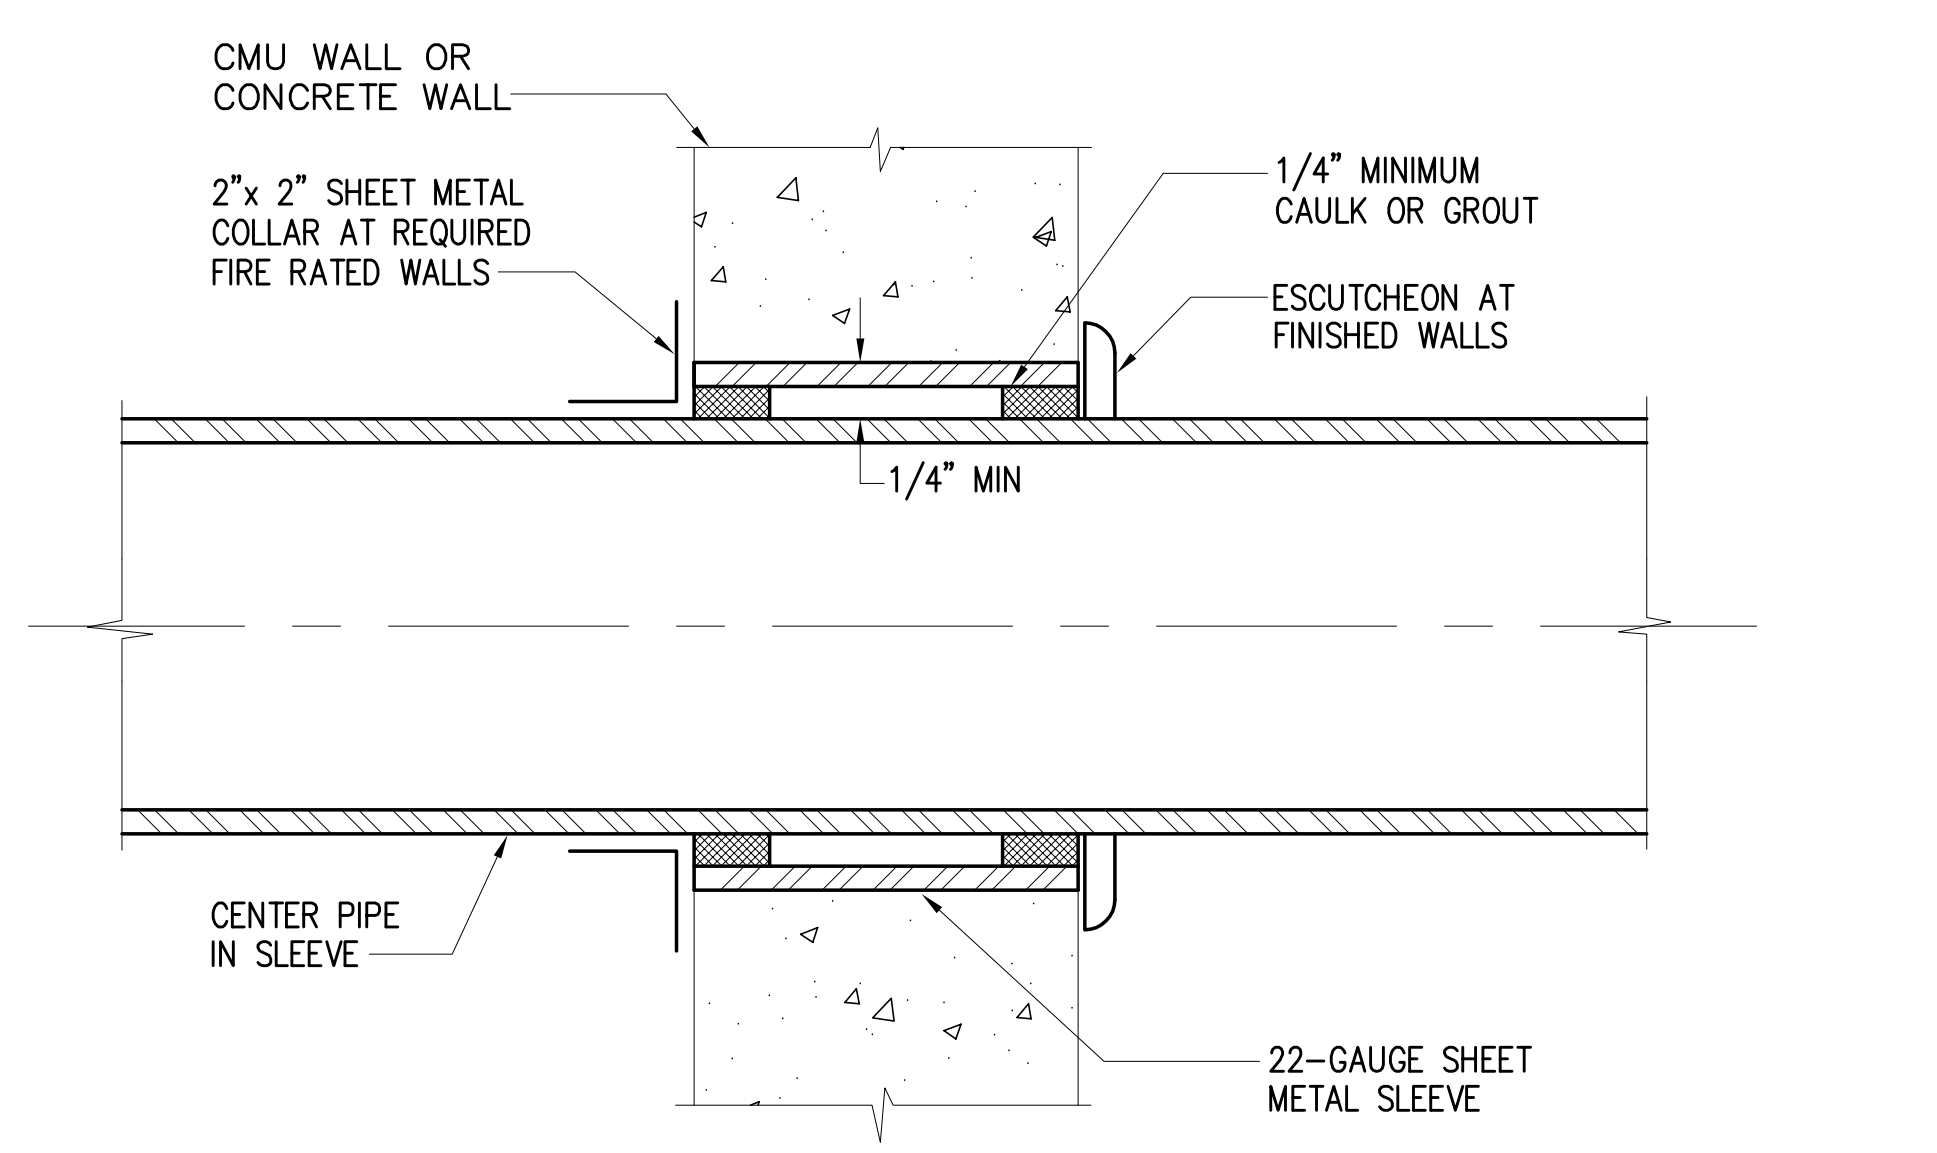 CMU WALL OR
CONCRETE WALL
2"x 2" SHEET METAL
COLLAR AT REQUIRED
FIRE RATED WALLS
1/4" MINIMUM
CAULK OR GROUT
ESCUTCHEON AT
FINISHED WALLS
1/4" MIN
CENTER PIPE
IN SLEEVE
22-GAUGE SHEET
METAL SLEEVE